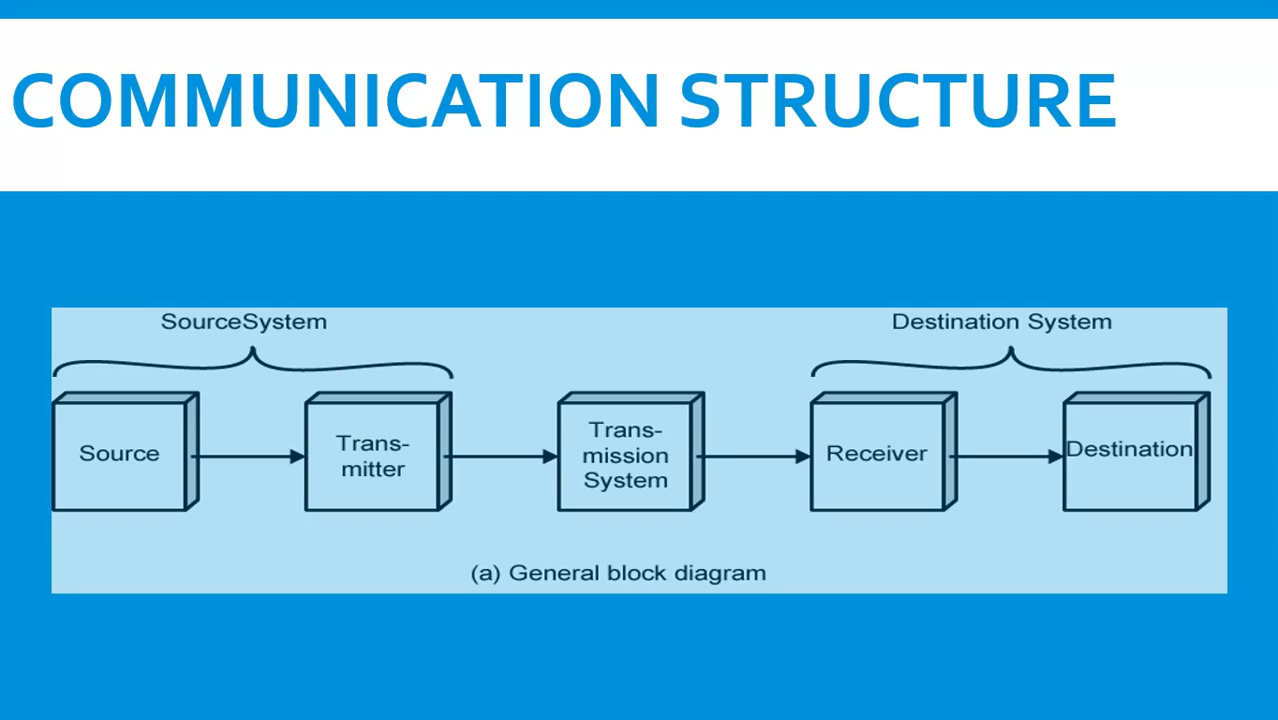 COMMUNICATION STRUCTURE
SourceSystem
Destination System
Source
Trans-
mitter
Trans-
mission
System
Receiver
Destination
(a) General block diagram